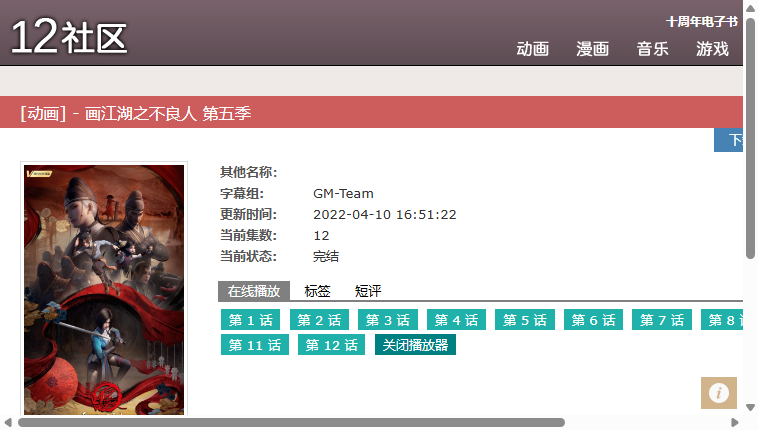 12社区
十周年电子书
动画 漫画 音乐 游戏
[动画] - 画江湖之不良人 第五季
其他名称:
字幕组: GM-Team
更新时间: 2022-04-10 16:51:22
当前集数: 12
当前状态: 完结
在线播放 标签 短评
第 1 话 第 2 话 第 3 话 第 4 话 第 5 话 第 6 话 第 7 话 第 8
第 11 话 第 12 话 关闭播放器